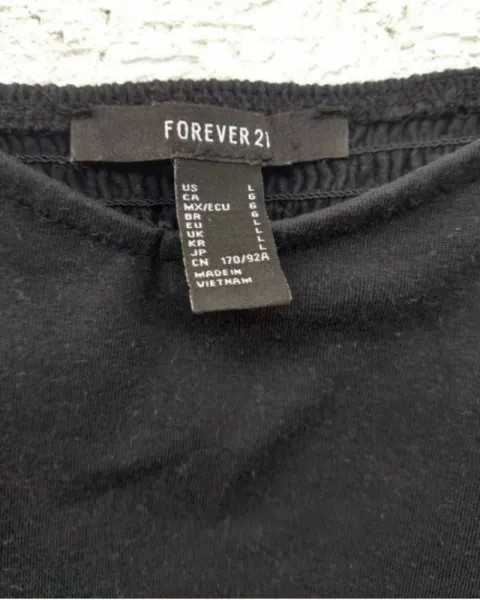 FOREVER 21
US L
CA G
MX/ECU G
BR G
EU L
UK L
KR L
JP L
CN 170/92A
MADE IN
VIETNAM